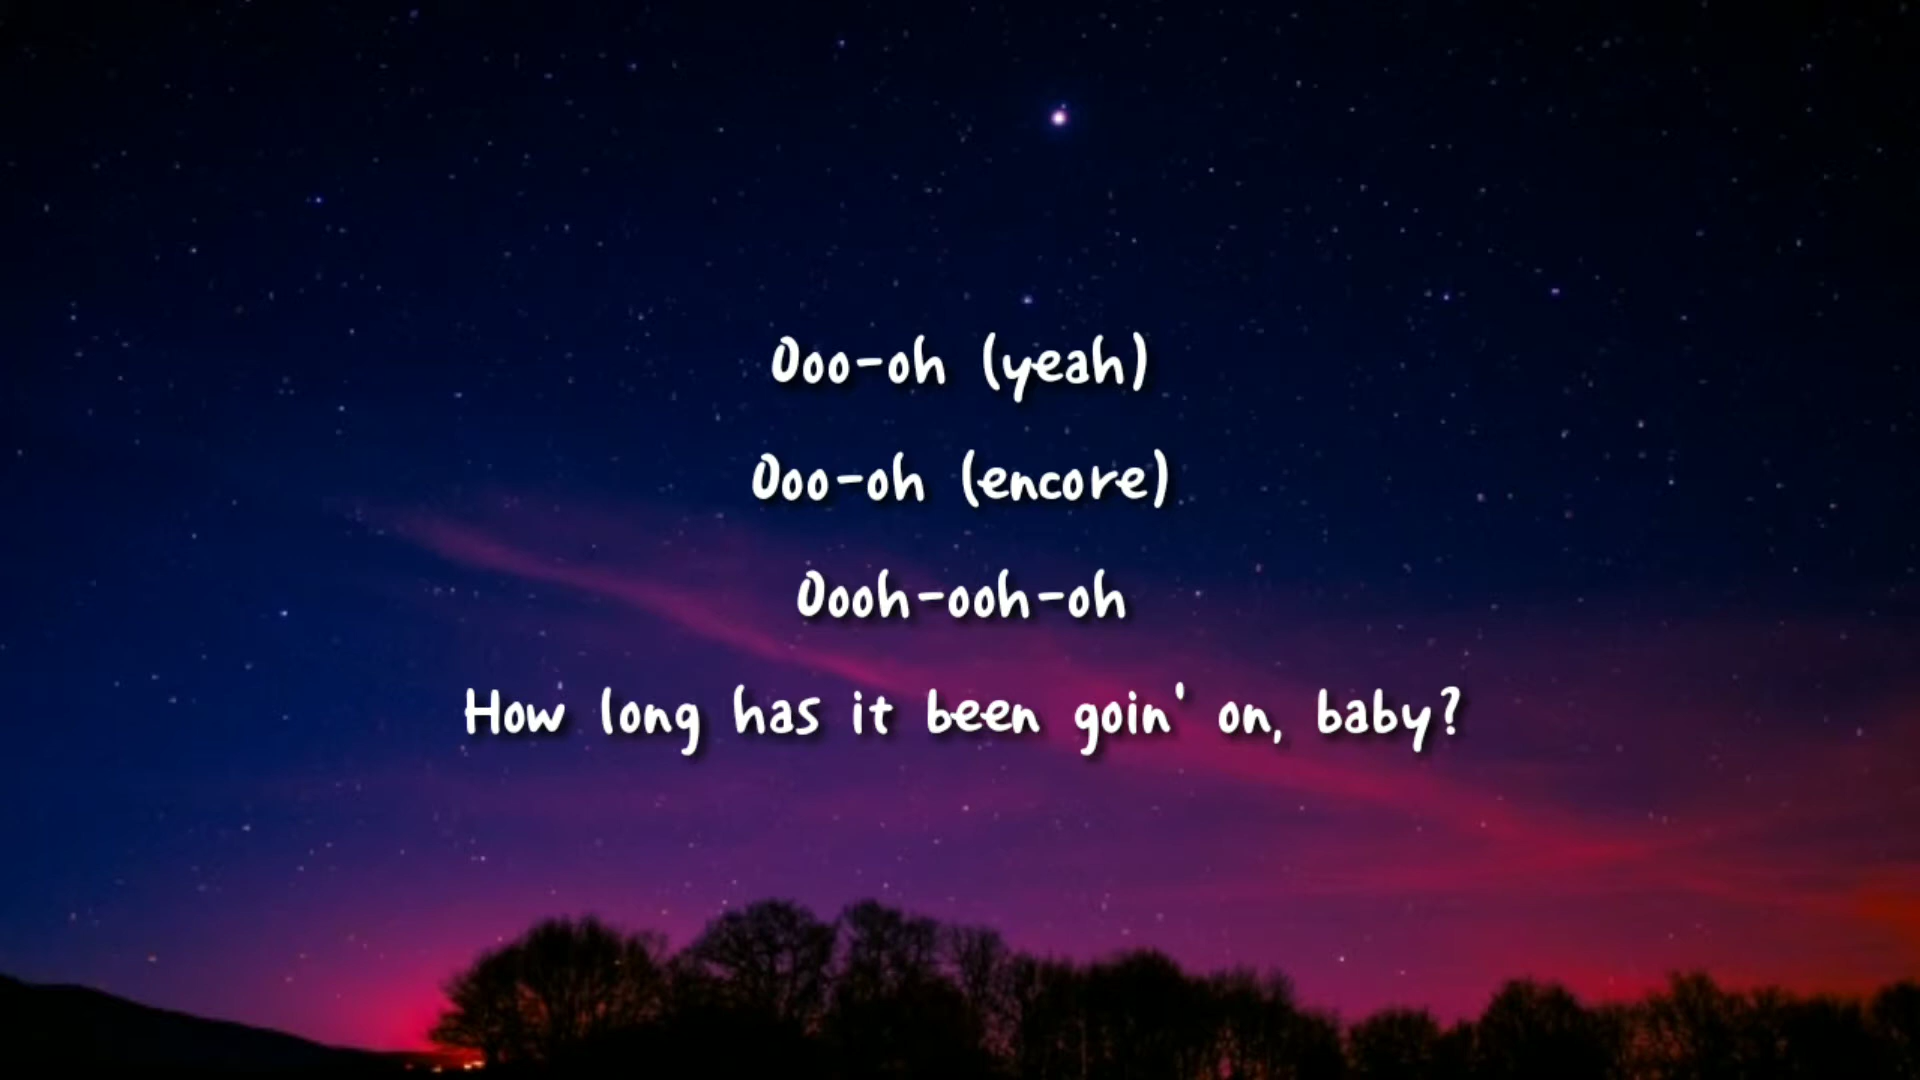 Ooo-oh (yeah)
Ooo-oh (encore)
Oooh-ooh-oh
How long has it been goin' on, baby?